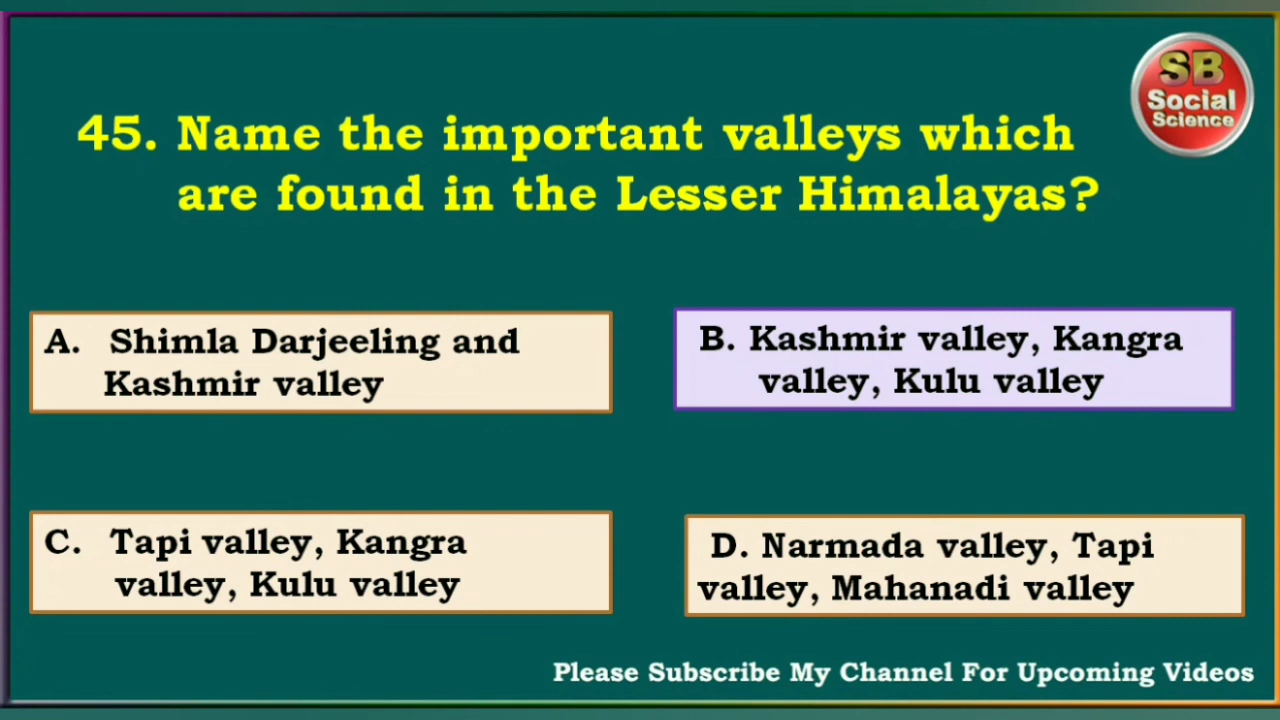 SB
Social
Science
45. Name the important valleys which
are found in the Lesser Himalayas?
A. Shimla Darjeeling and
Kashmir valley
B. Kashmir valley, Kangra
valley, Kulu valley
C. Tapi valley, Kangra
valley, Kulu valley
D. Narmada valley, Tapi
valley, Mahanadi valley
Please Subscribe My Channel For Upcoming Videos